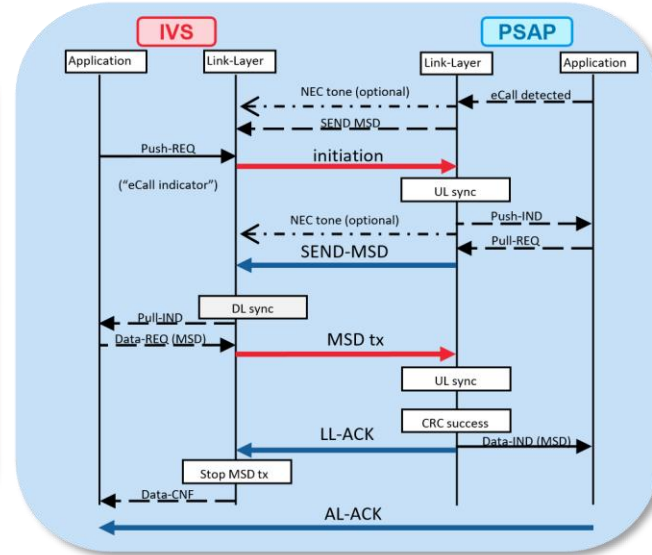 IVS
PSAP
Application
Link-Layer
Link-Layer
Application
NEC tone (optional)
eCall detected
SEND MSD
Push-REQ
initiation
("eCall indicator")
UL sync
NEC tone (optional)
Push-IND
SEND-MSD
Pull-REQ
DL sync
Pull-IND
Data-REQ (MSD)
MSD tx
UL sync
CRC success
LL-ACK
Data-IND (MSD)
Stop MSD tx
Data-CNF
AL-ACK